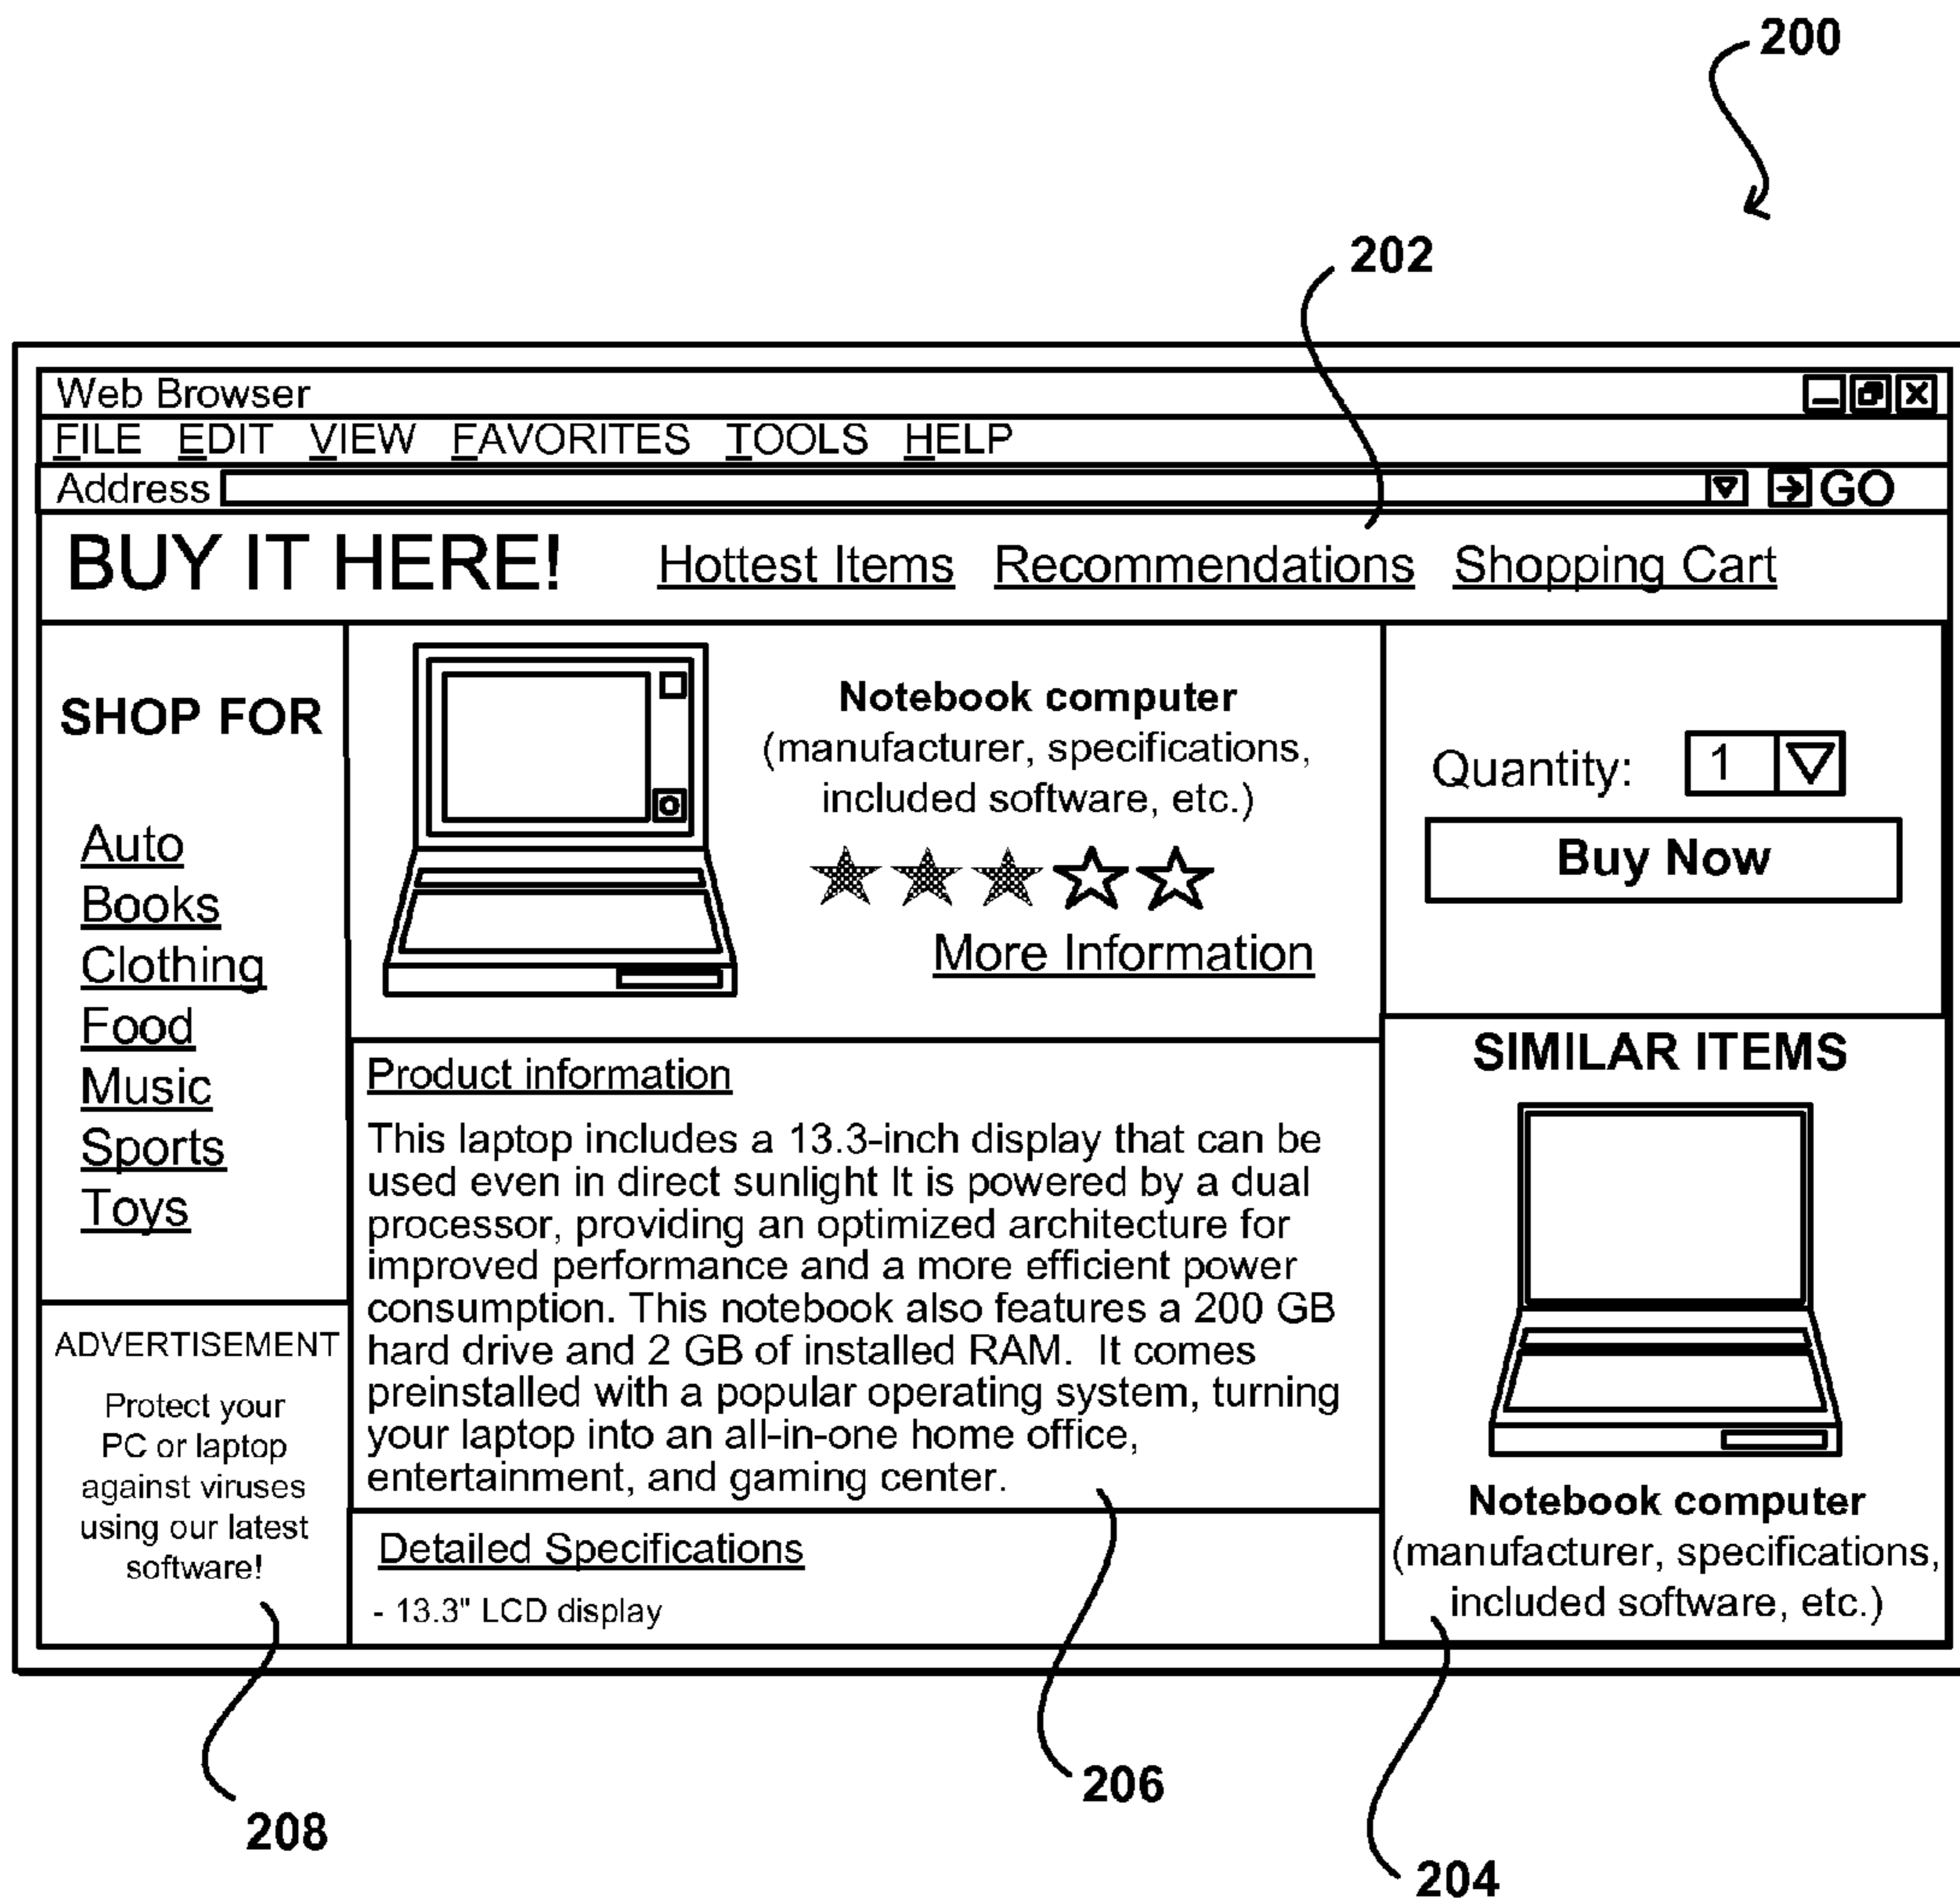 200
202
Web Browser
FILE EDIT VIEW FAVORITES TOOLS HELP
Address GO
BUY IT HERE! Hottest Items Recommendations Shopping Cart
SHOP FOR
Auto
Books
Clothing
Food
Music
Sports
Toys
ADVERTISEMENT
Protect your
PC or laptop
against viruses
using our latest
software!
Notebook computer
(manufacturer, specifications,
included software, etc.)
More Information
Product information
This laptop includes a 13.3-inch display that can be
used even in direct sunlight It is powered by a dual
processor, providing an optimized architecture for
improved performance and a more efficient power
consumption. This notebook also features a 200 GB
hard drive and 2 GB of installed RAM. It comes
preinstalled with a popular operating system, turning
your laptop into an all-in-one home office,
entertainment, and gaming center.
Detailed Specifications
- 13.3" LCD display
Quantity: 1
Buy Now
SIMILAR ITEMS
Notebook computer
(manufacturer, specifications,
included software, etc.)
206
208
204